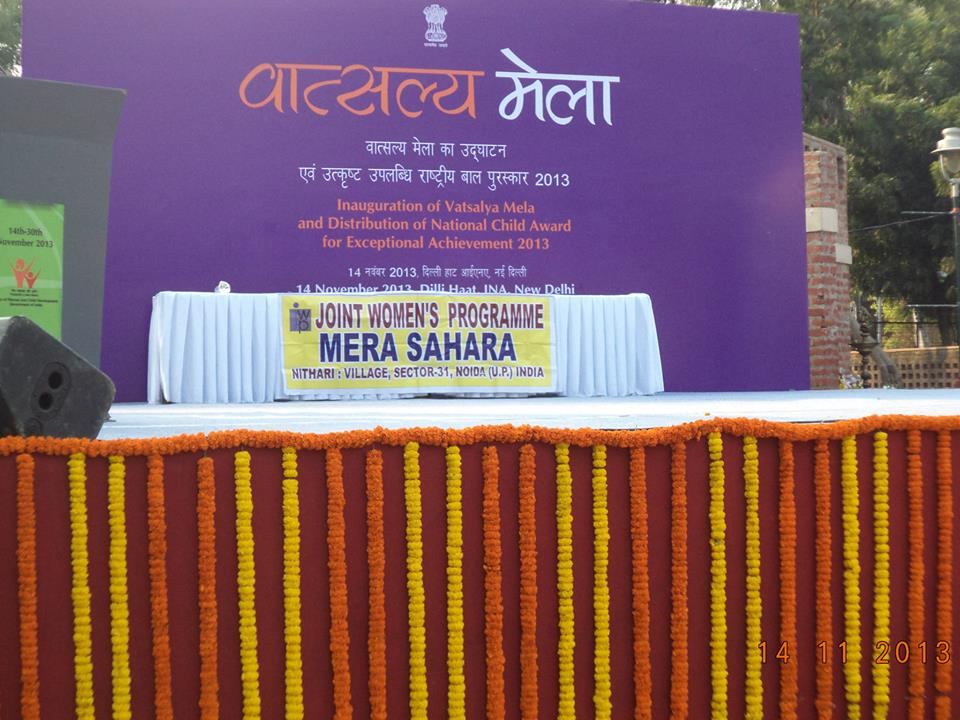 वात्सल्य मेला
वात्सल्य मेला का उद्घाटन
एवं उत्कृष्ट उपलब्धि राष्ट्रीय बाल पुरस्कार 2013
Inauguration of Vatsalya Mela
and Distribution of National Child Award
for Exceptional Achievement 2013
14 नवंबर 2013, दिल्ली हाट आईएनए, नई दिल्ली
14 November 2013, Dilli Haat, INA, New Delhi
14th-30th
November 2013
JOINT WOMEN'S PROGRAMME
MERA SAHARA
NITHARI : VILLAGE, SECTOR-31, NOIDA (U.P.) INDIA
14 11 2013